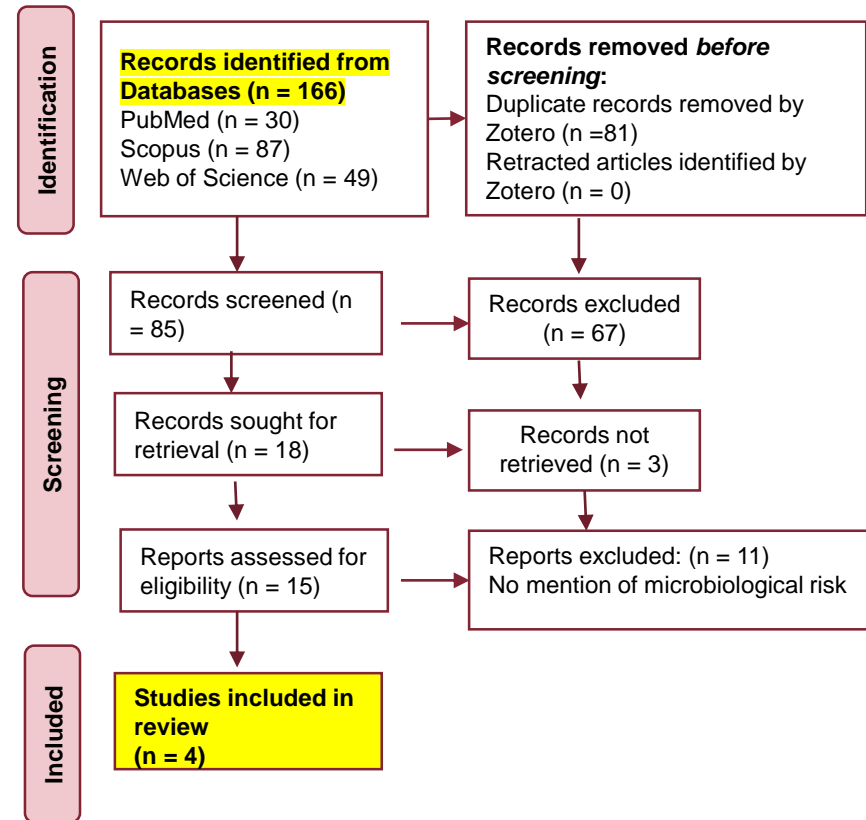 Identification
Records identified from
Databases (n = 166)
PubMed (n = 30)
Scopus (n = 87)
Web of Science (n = 49)
Records removed before
screening:
Duplicate records removed by
Zotero (n =81)
Retracted articles identified by
Zotero (n = 0)
Screening
Records screened (n
= 85)
Records excluded
(n = 67)
Records sought for
retrieval (n = 18)
Records not
retrieved (n = 3)
Reports assessed for
eligibility (n = 15)
Reports excluded: (n = 11)
No mention of microbiological risk
Included
Studies included in
review
(n = 4)